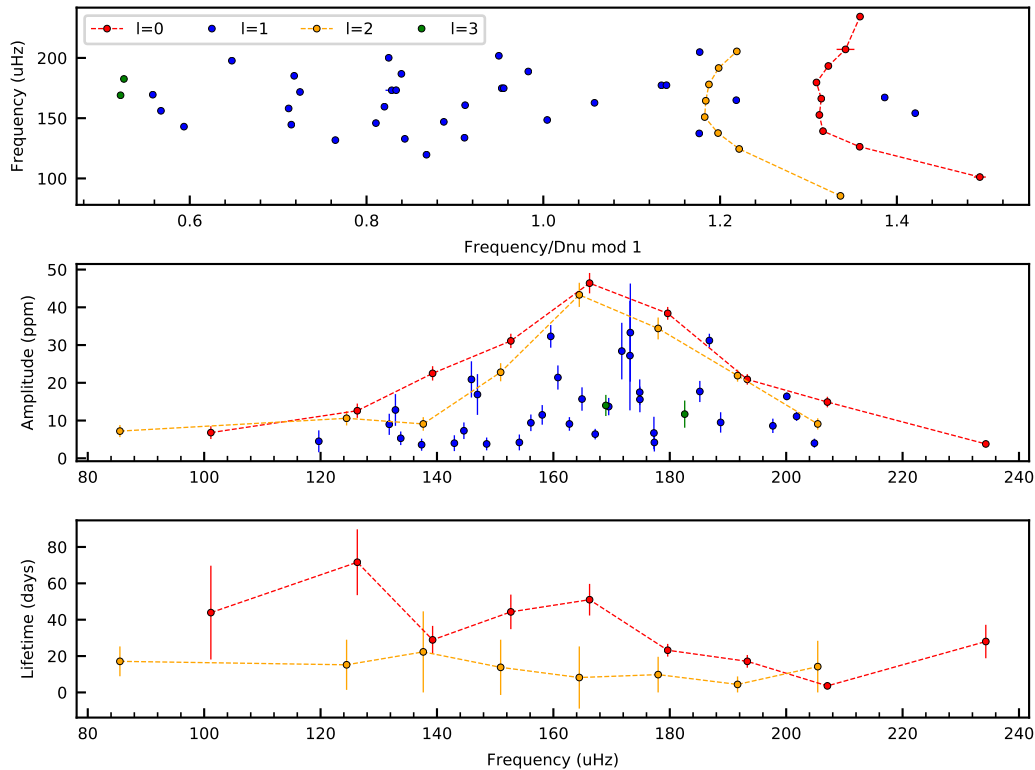 l=0 l=1 l=2 l=3
Frequency (uHz)
200
150
100
0.6 0.8 1.0 1.2 1.4
Frequency/Dnu mod 1
Amplitude (ppm)
50
40
30
20
10
0
80 100 120 140 160 180 200 220 240
Lifetime (days)
80
60
40
20
0
80 100 120 140 160 180 200 220 240
Frequency (uHz)